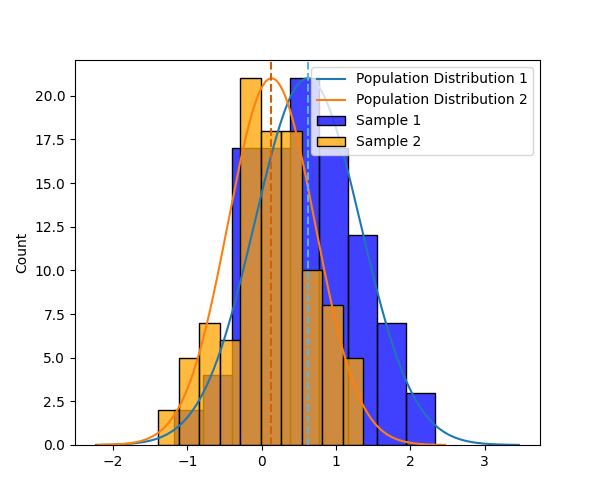 Population Distribution 1
Population Distribution 2
Sample 1
Sample 2
Count
20.0
17.5
15.0
12.5
10.0
7.5
5.0
2.5
0.0
−2 −1 0 1 2 3